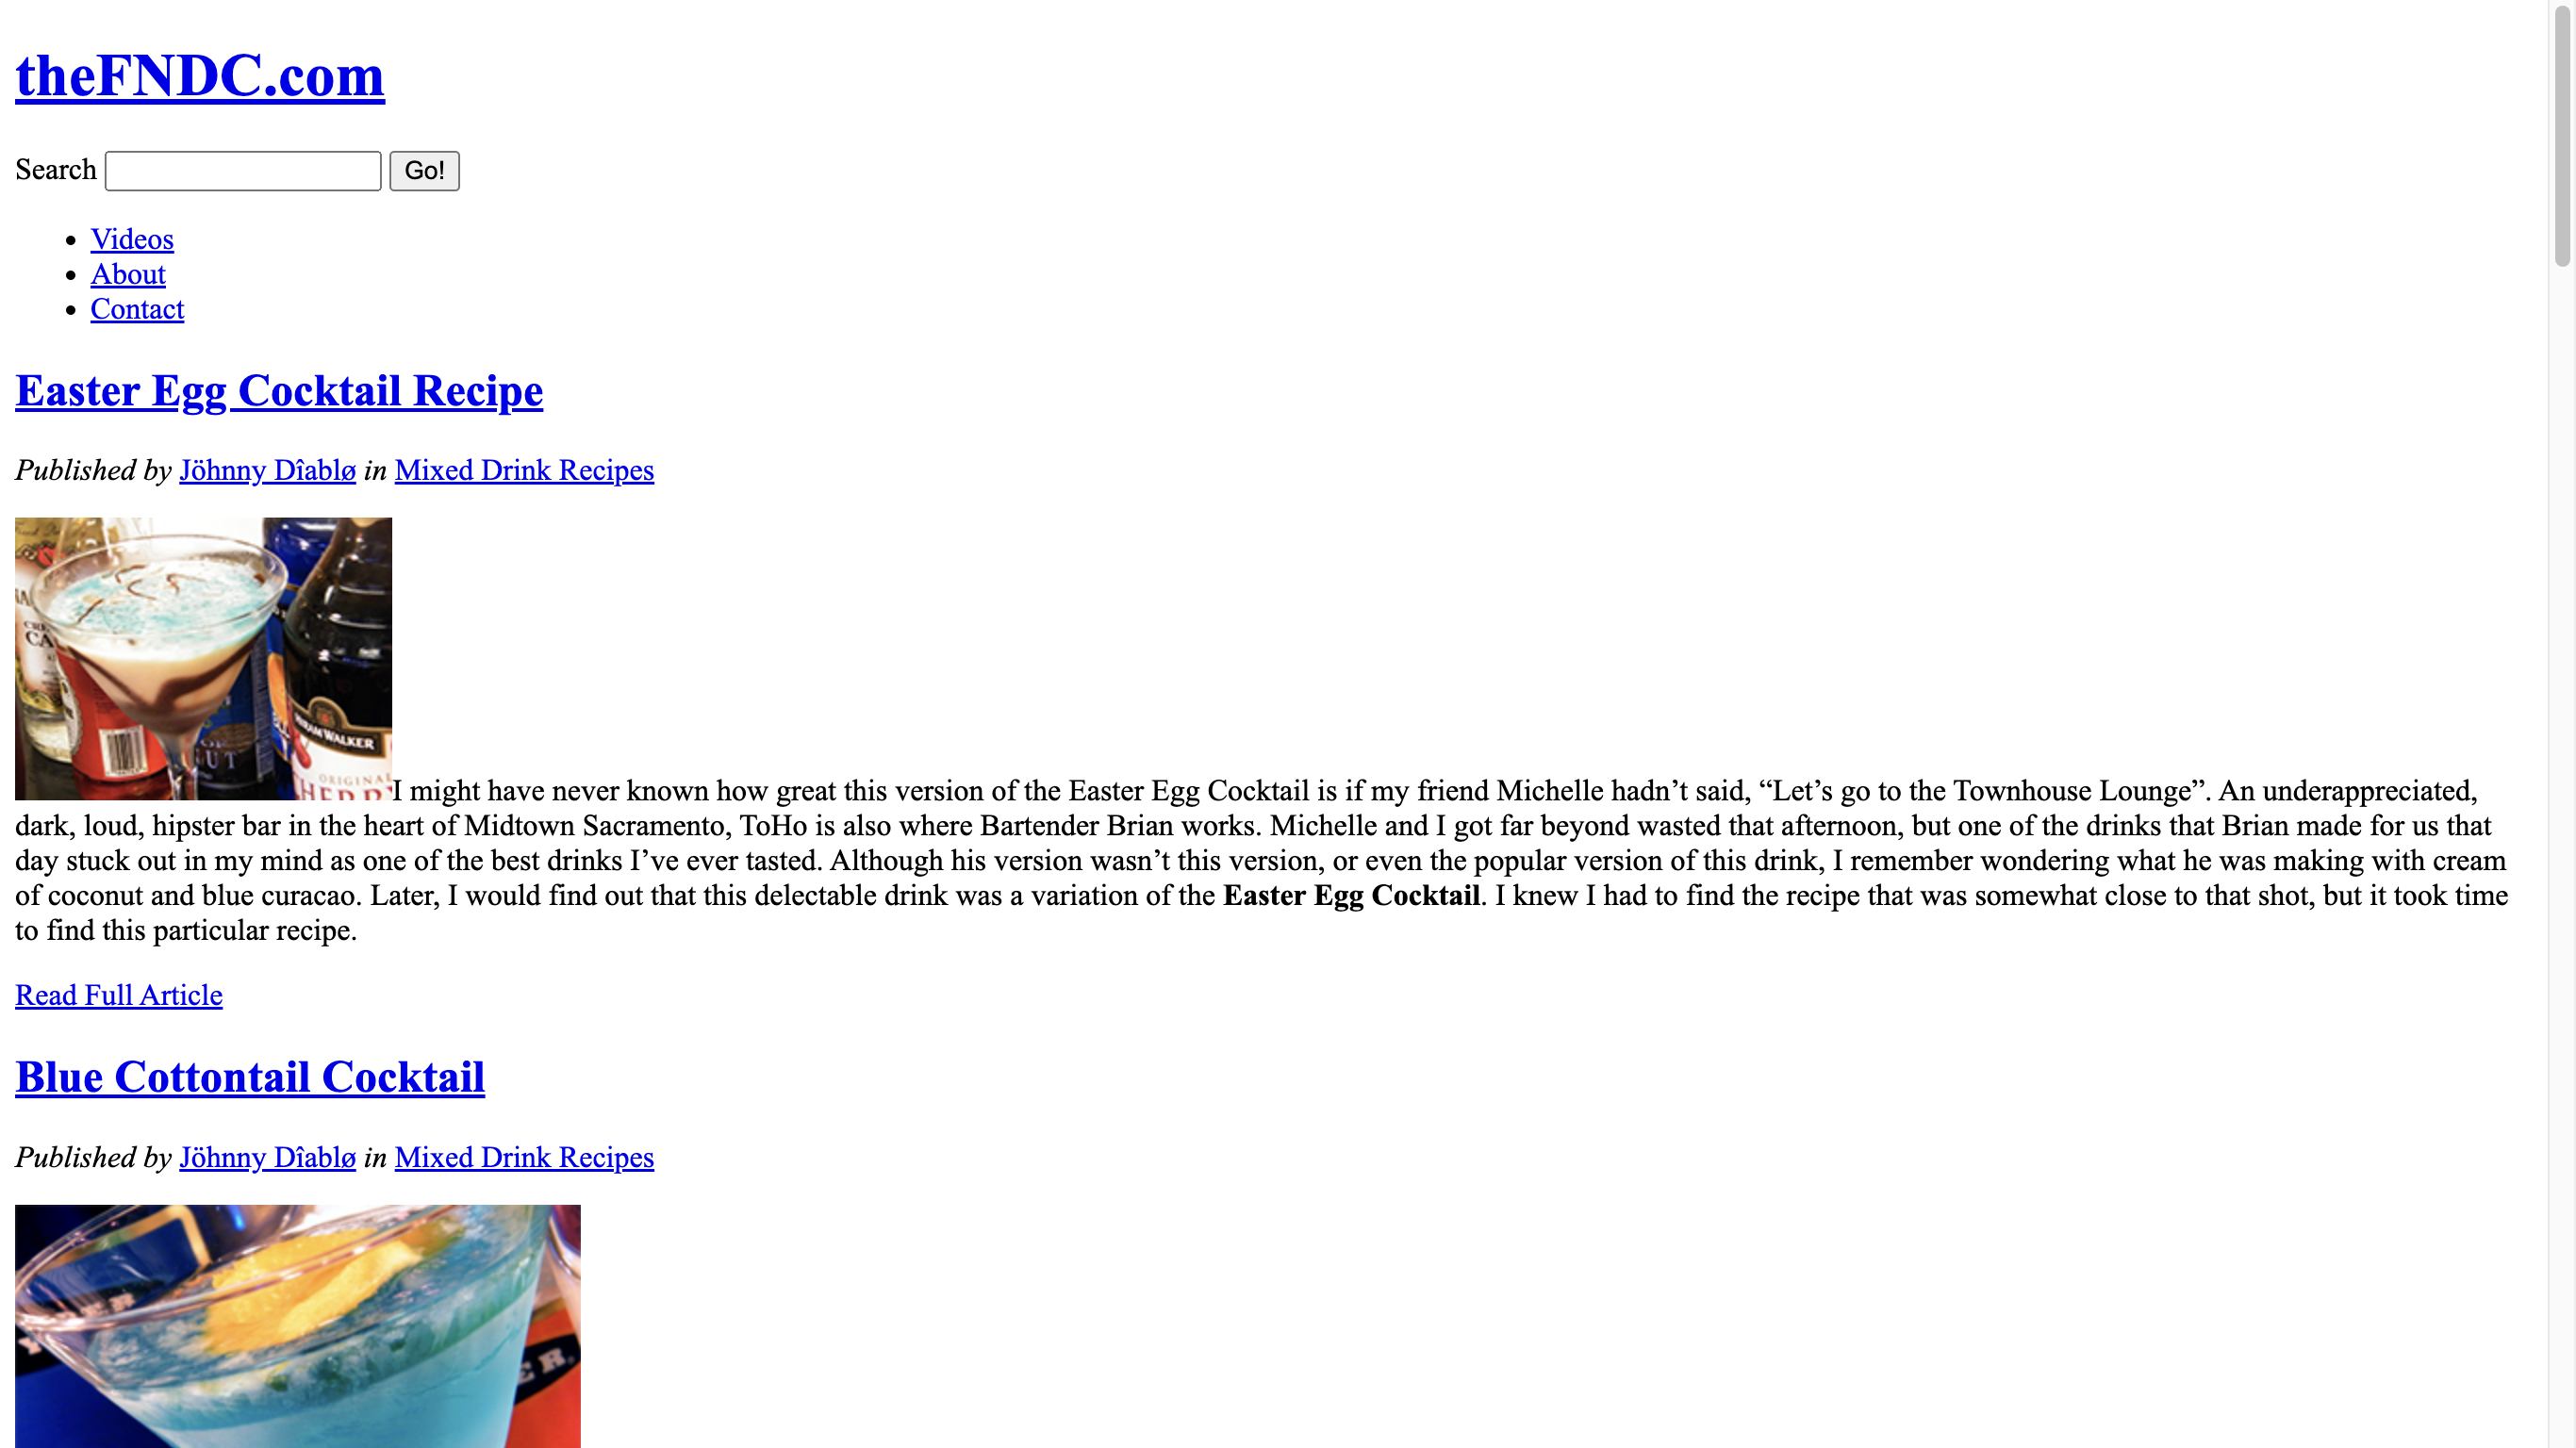 theFNDC.com
Search Go!
Videos
About
Contact
Easter Egg Cocktail Recipe
Published by Jöhnny Dîablø in Mixed Drink Recipes
HIRAM WALKER
ORIGINAL
I might have never known how great this version of the Easter Egg Cocktail is if my friend Michelle hadn’t said, “Let’s go to the Townhouse Lounge”. An underappreciated,
dark, loud, hipster bar in the heart of Midtown Sacramento, ToHo is also where Bartender Brian works. Michelle and I got far beyond wasted that afternoon, but one of the drinks that Brian made for us that
day stuck out in my mind as one of the best drinks I’ve ever tasted. Although his version wasn’t this version, or even the popular version of this drink, I remember wondering what he was making with cream
of coconut and blue curacao. Later, I would find out that this delectable drink was a variation of the Easter Egg Cocktail. I knew I had to find the recipe that was somewhat close to that shot, but it took time
to find this particular recipe.
Read Full Article
Blue Cottontail Cocktail
Published by Jöhnny Dîablø in Mixed Drink Recipes